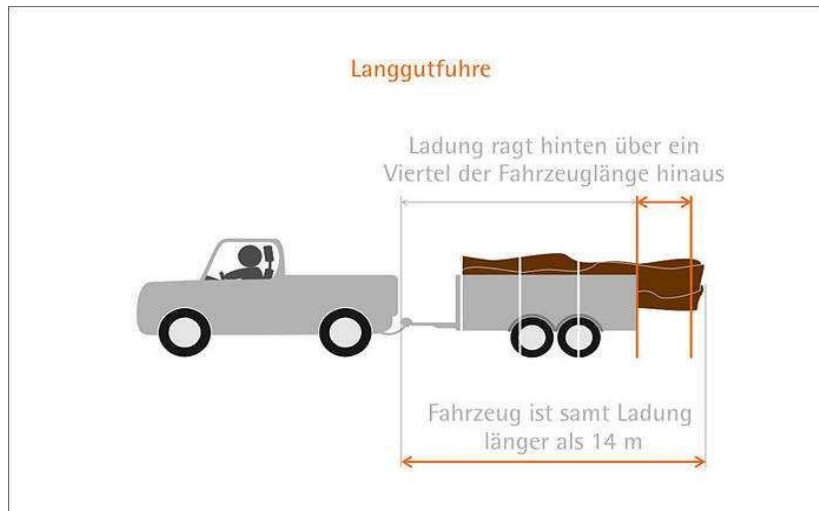 Langgutfuhre
Ladung ragt hinten über ein
Viertel der Fahrzeuglänge hinaus
Fahrzeug ist samt Ladung
länger als 14 m